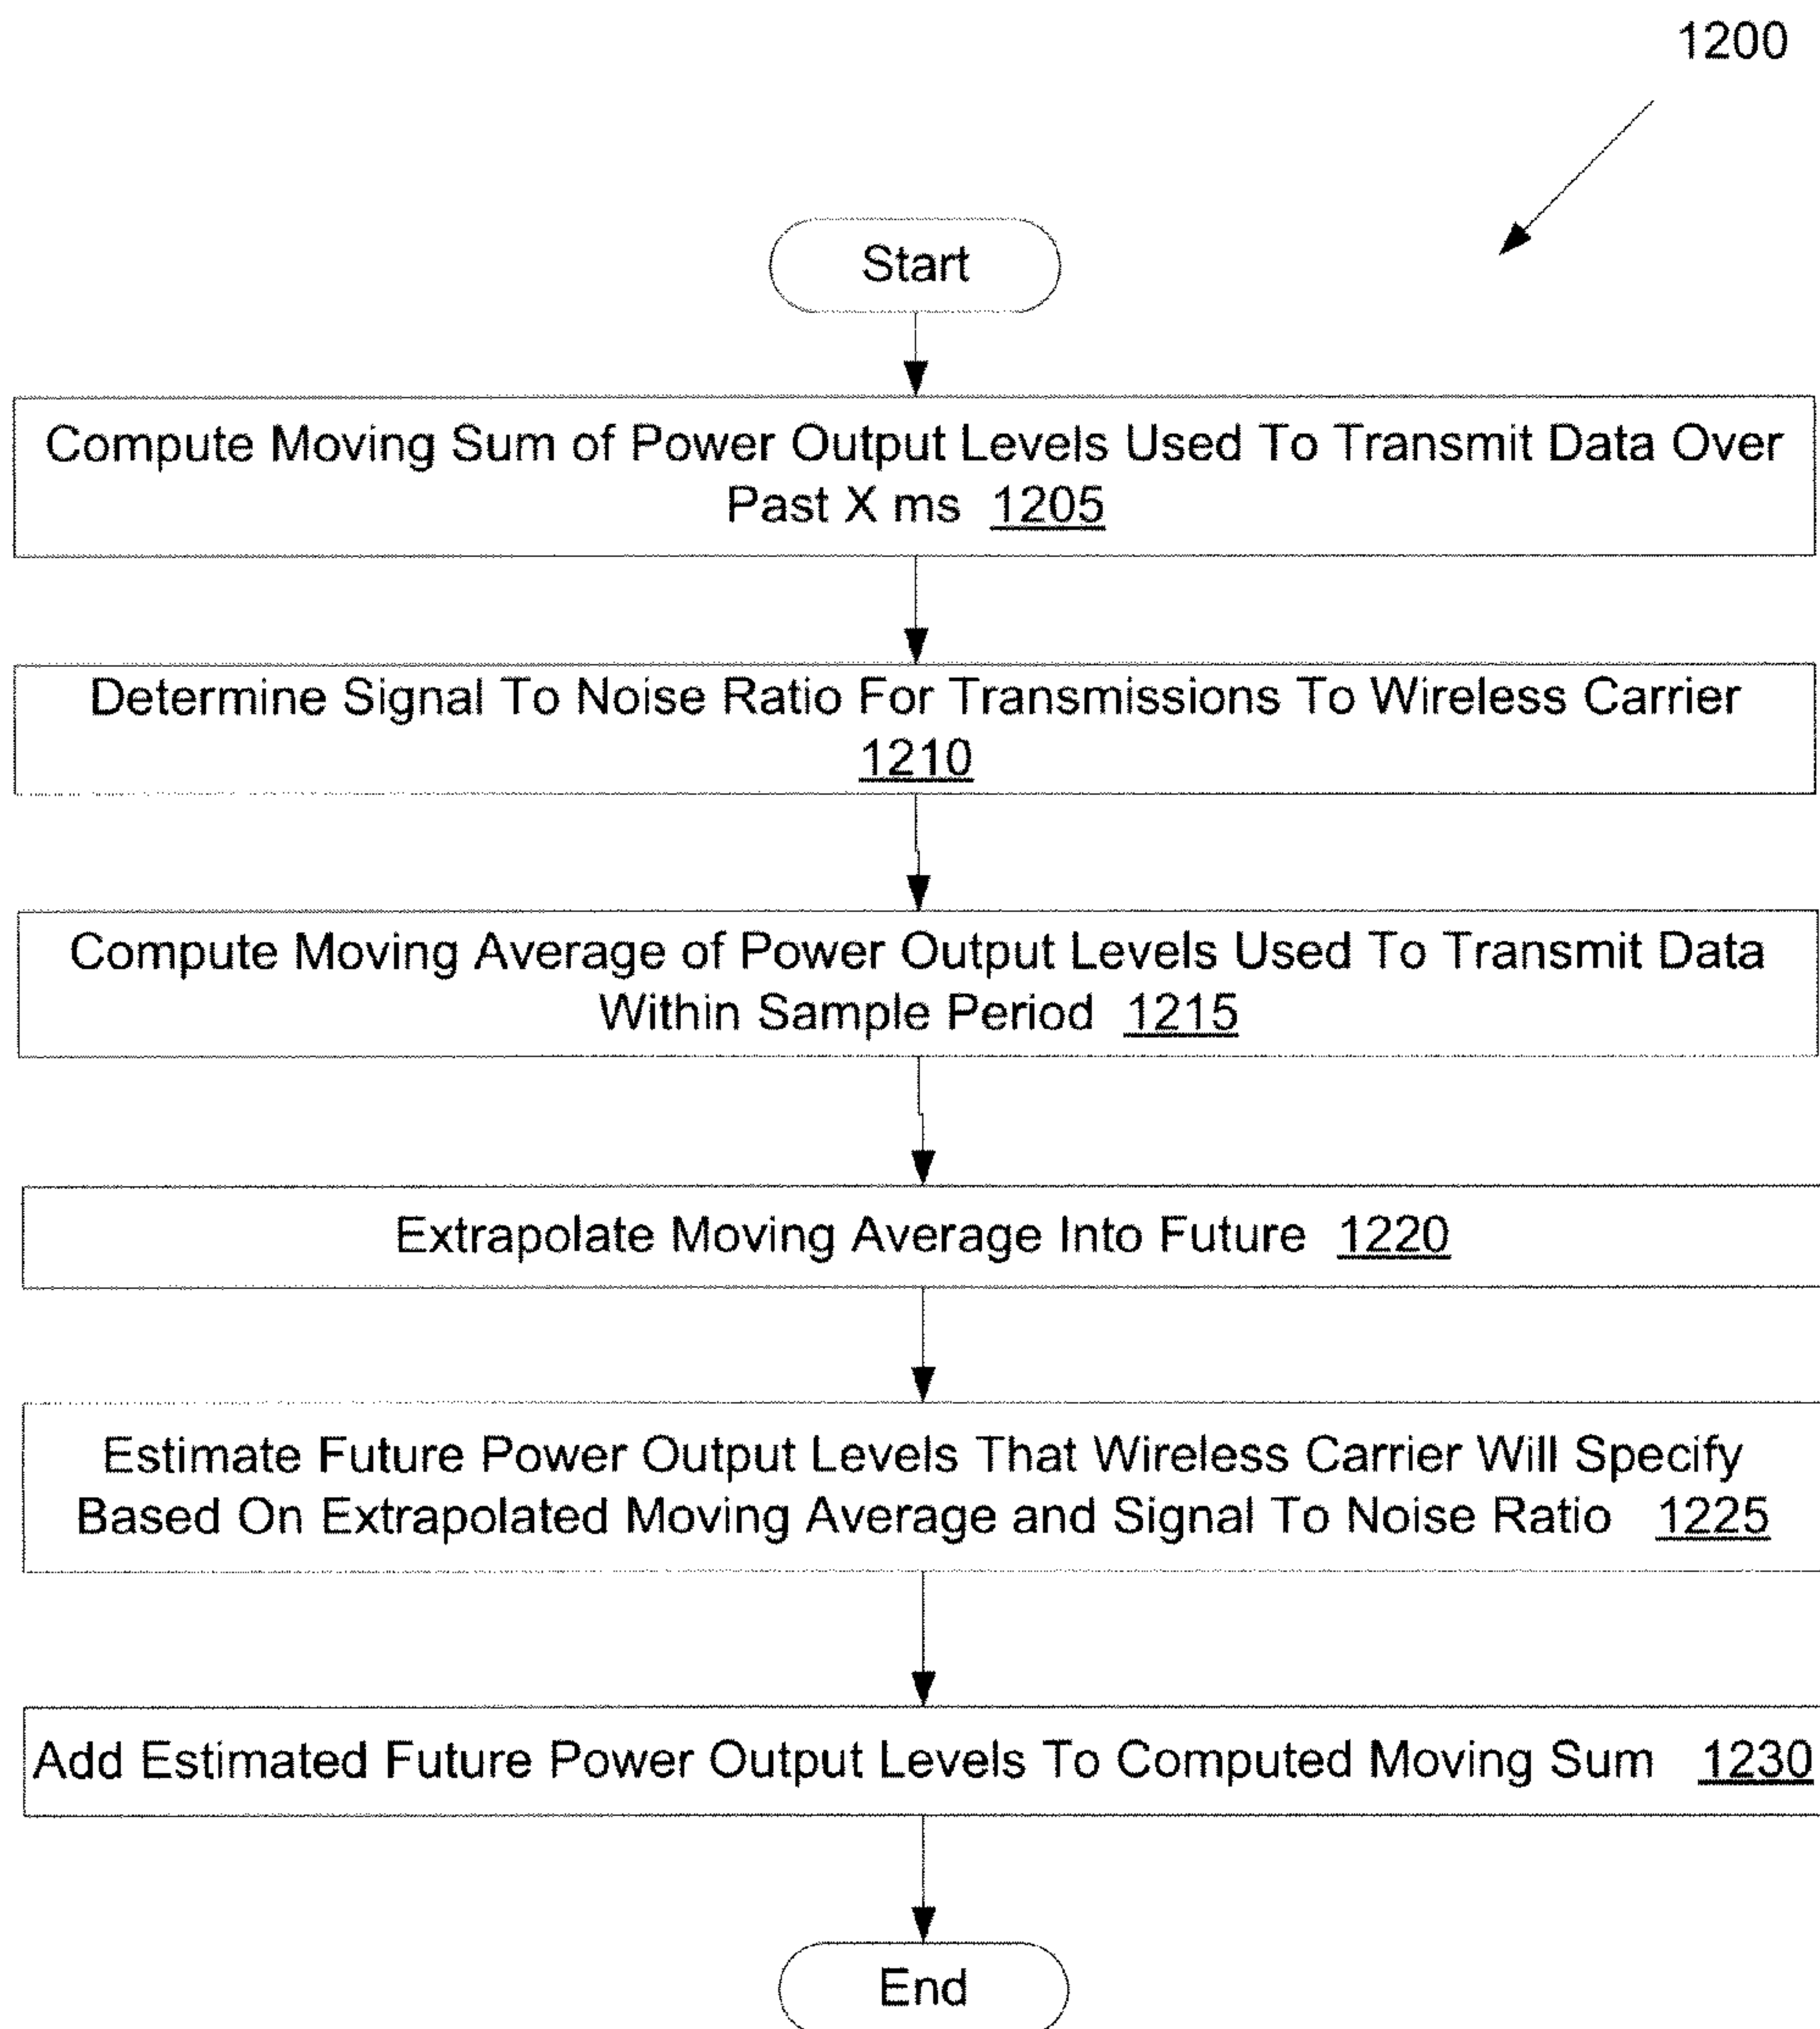 1200
Start
Compute Moving Sum of Power Output Levels Used To Transmit Data Over
Past X ms 1205
Determine Signal To Noise Ratio For Transmissions To Wireless Carrier
1210
Compute Moving Average of Power Output Levels Used To Transmit Data
Within Sample Period 1215
Extrapolate Moving Average Into Future 1220
Estimate Future Power Output Levels That Wireless Carrier Will Specify
Based On Extrapolated Moving Average and Signal To Noise Ratio 1225
Add Estimated Future Power Output Levels To Computed Moving Sum 1230
End